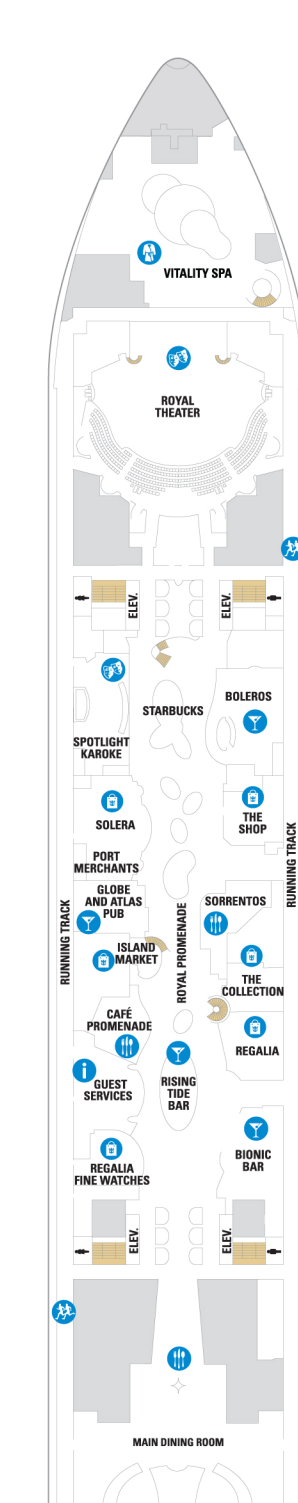 VITALITY SPA
ROYAL
THEATER
ELEV.
ELEV.
STARBUCKS
BOLEROS
SPOTLIGHT
KAROKE
SOLERA
THE
SHOP
PORT
MERCHANTS
GLOBE
AND ATLAS
PUB
SORRENTOS
RUNNING TRACK
RUNNING TRACK
ROYAL PROMENADE
ISLAND
MARKET
THE
COLLECTION
CAFÉ
PROMENADE
REGALIA
i
GUEST
SERVICES
RISING
TIDE
BAR
BIONIC
BAR
REGALIA
FINE WATCHES
ELEV.
ELEV.
MAIN DINING ROOM